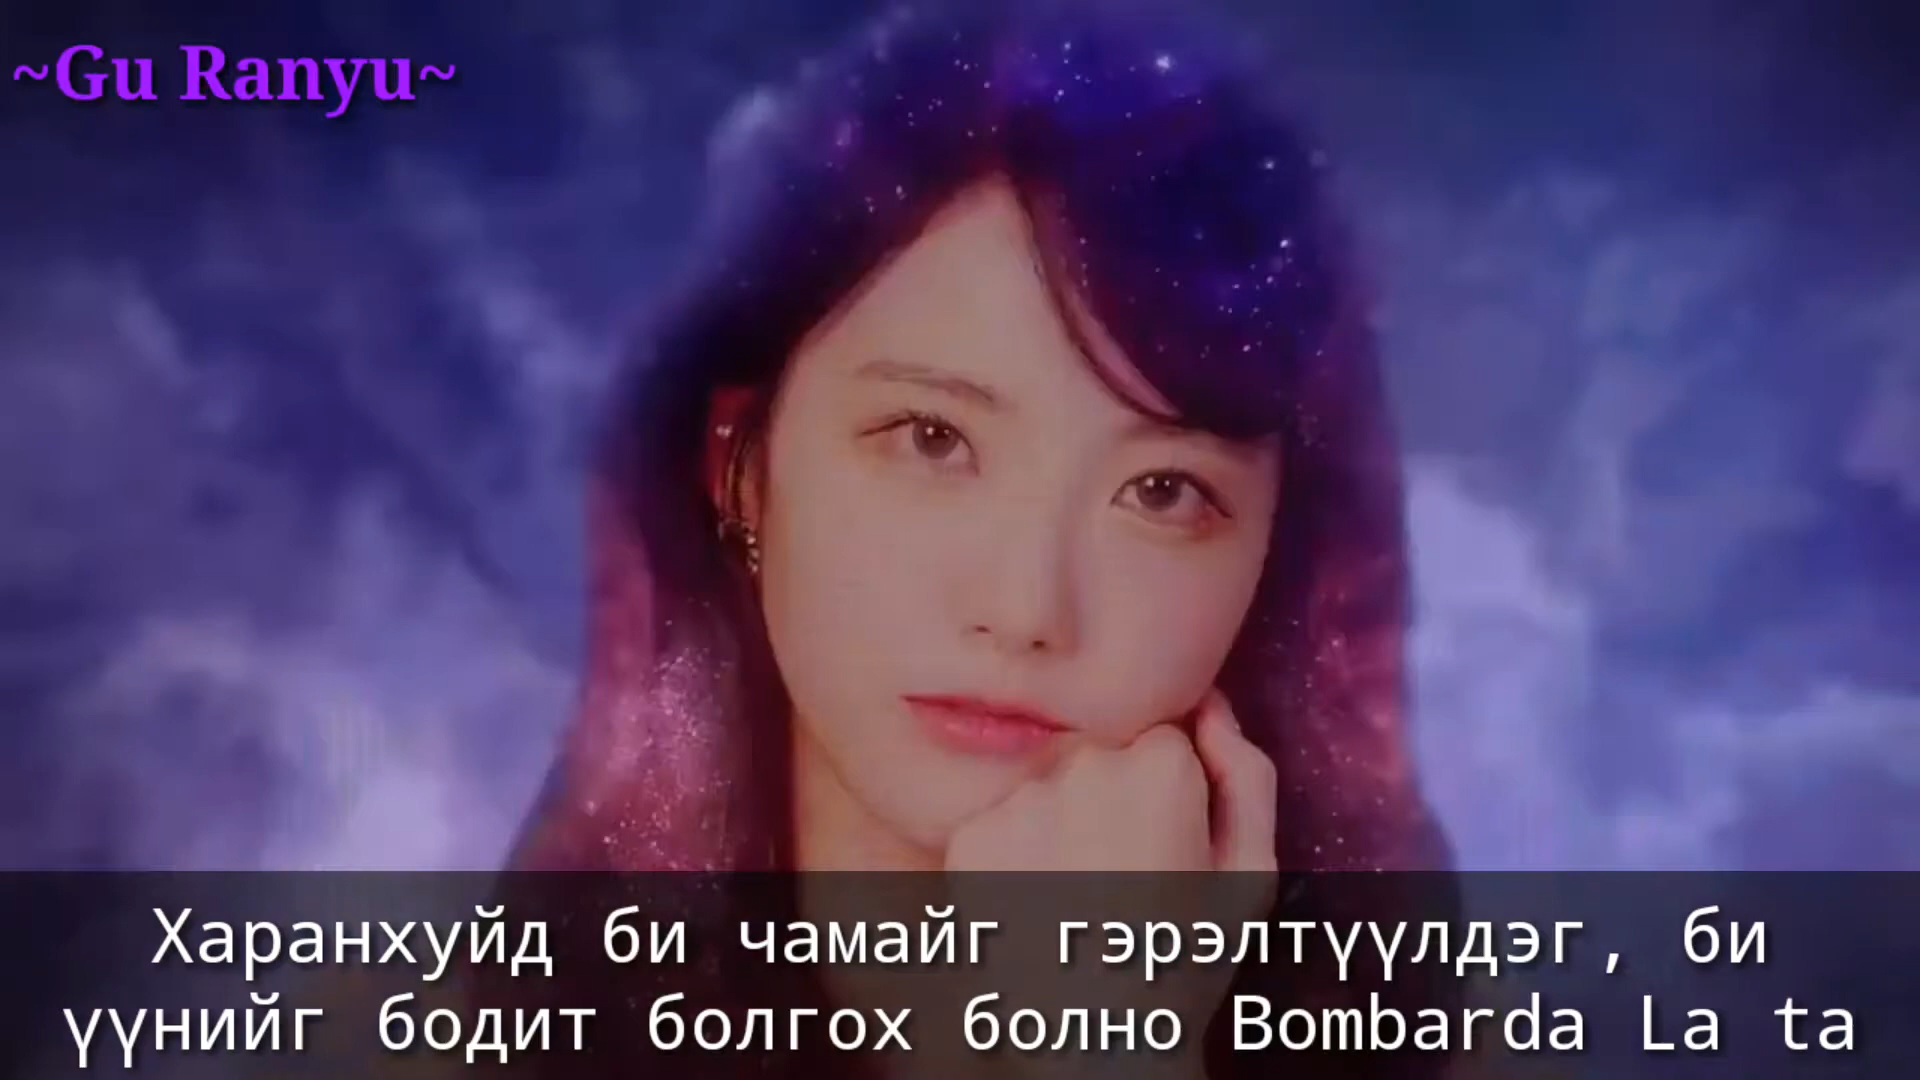 ~Gu Ranyu~
Харанхуйд би чамайг гэрэлтүүлдэг, би
үүнийг бодит болгох болно Bombarda La ta